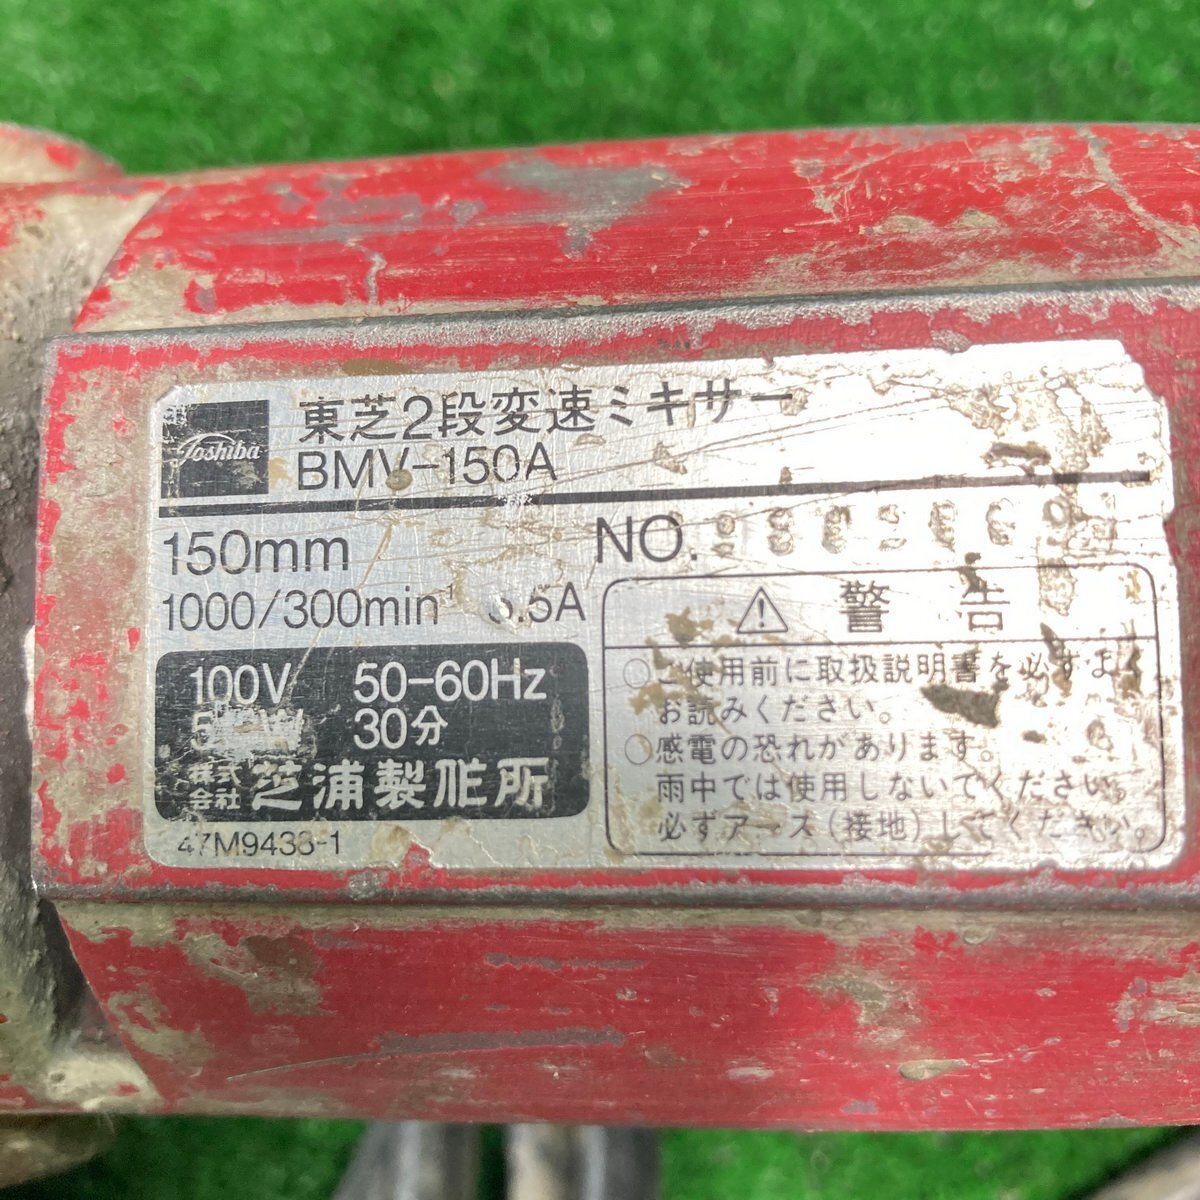 Toshiba
東芝2段変速ミキサー
BMV-150A
150mm
NO.
1000/300min⁻¹ 5.5A
警告
100V 50-60Hz
30分
株式会社 芝浦製作所
47M9433-1
○ご使用前に取扱説明書を必ずよく
お読みください。
○感電の恐れがあります。
雨中では使用しないでください。
必ずアース(接地)してください。